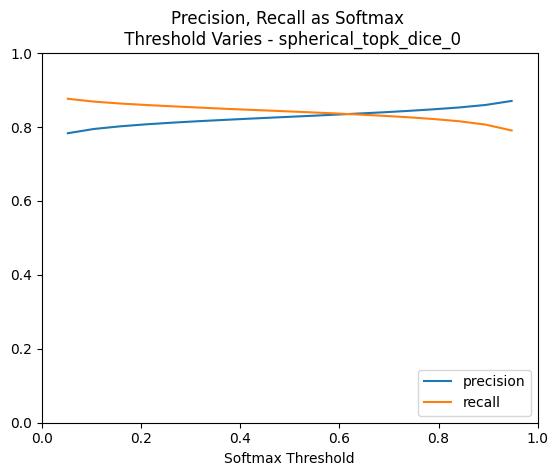 Precision, Recall as Softmax
Threshold Varies - spherical_topk_dice_0
1.0
0.8
0.6
0.4
0.2
0.0
precision
recall
0.0 0.2 0.4 0.6 0.8 1.0
Softmax Threshold